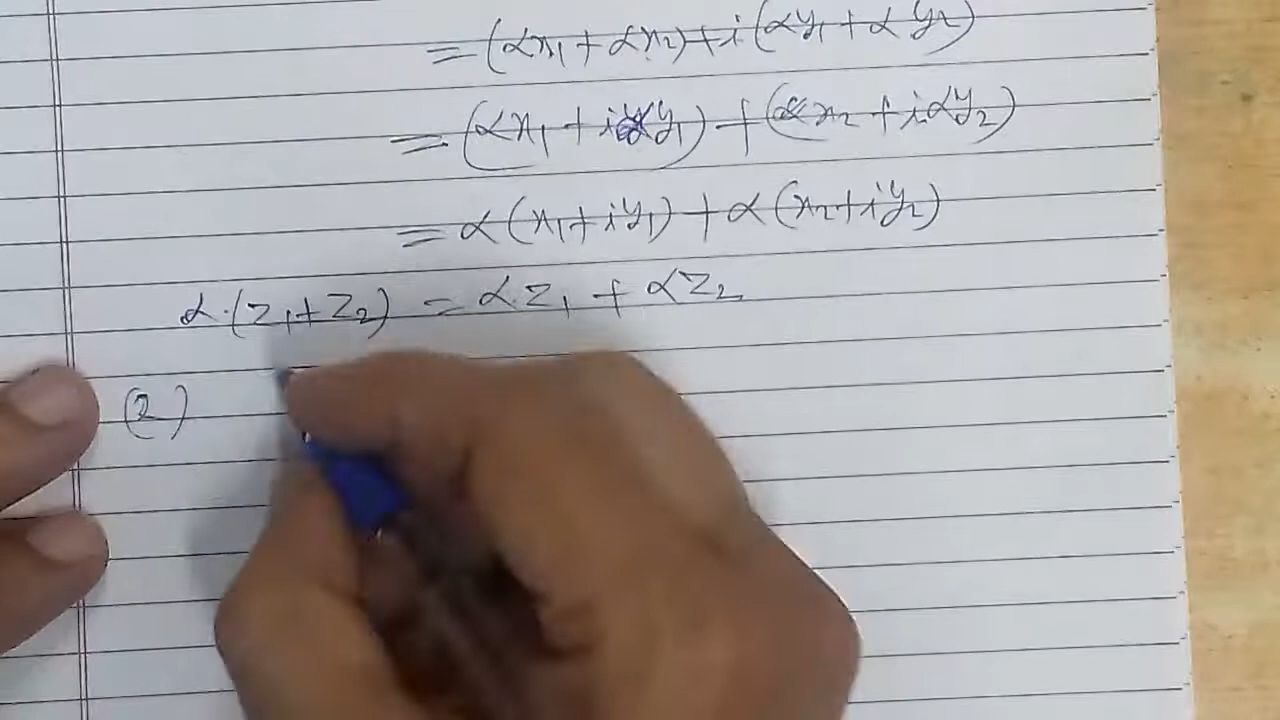 = (αx₁ + αx₂) + i(αy₁ + αy₂)
= (αx₁ + iαy₁) + (αx₂ + iαy₂)
= α(x₁ + iy₁) + α(x₂ + iy₂)
α·(z₁ + z₂) = α.z₁ + αz₂
(2)